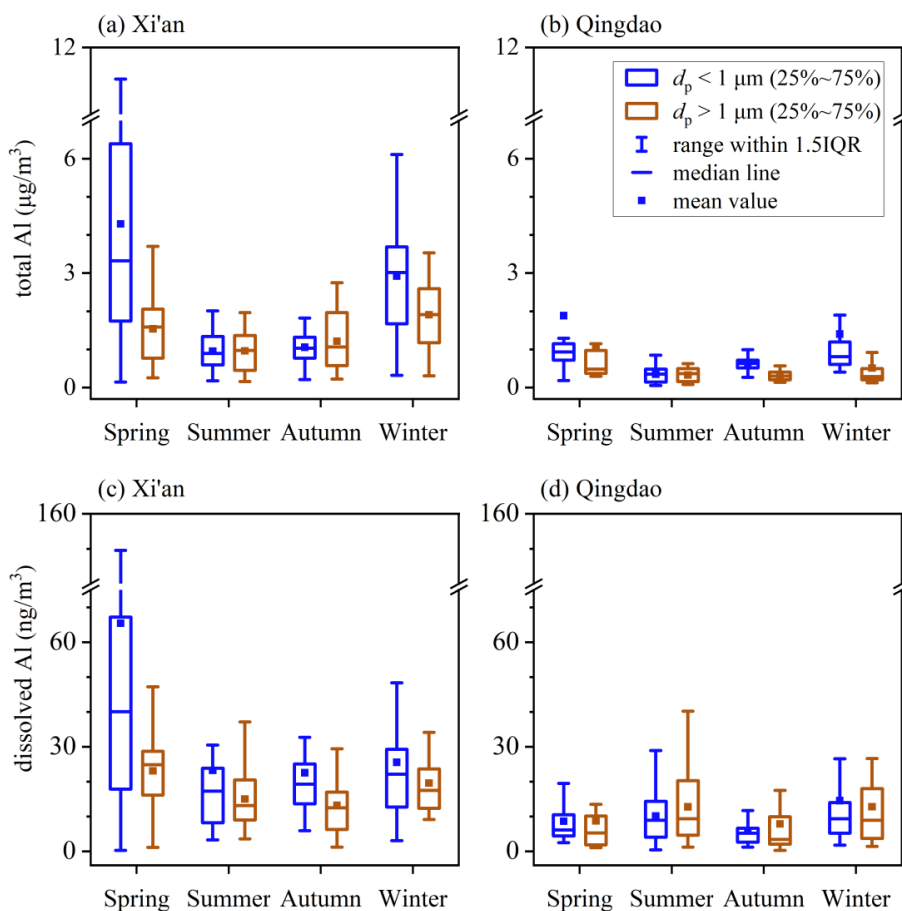 (a) Xi'an
(b) Qingdao
12
6
3
0
total Al (μg/m³)
dp < 1 μm (25%~75%)
dp > 1 μm (25%~75%)
range within 1.5IQR
median line
mean value
Spring Summer Autumn Winter
Spring Summer Autumn Winter
12
6
3
0
(c) Xi'an
(d) Qingdao
160
60
30
0
dissolved Al (ng/m³)
Spring Summer Autumn Winter
Spring Summer Autumn Winter
160
60
30
0